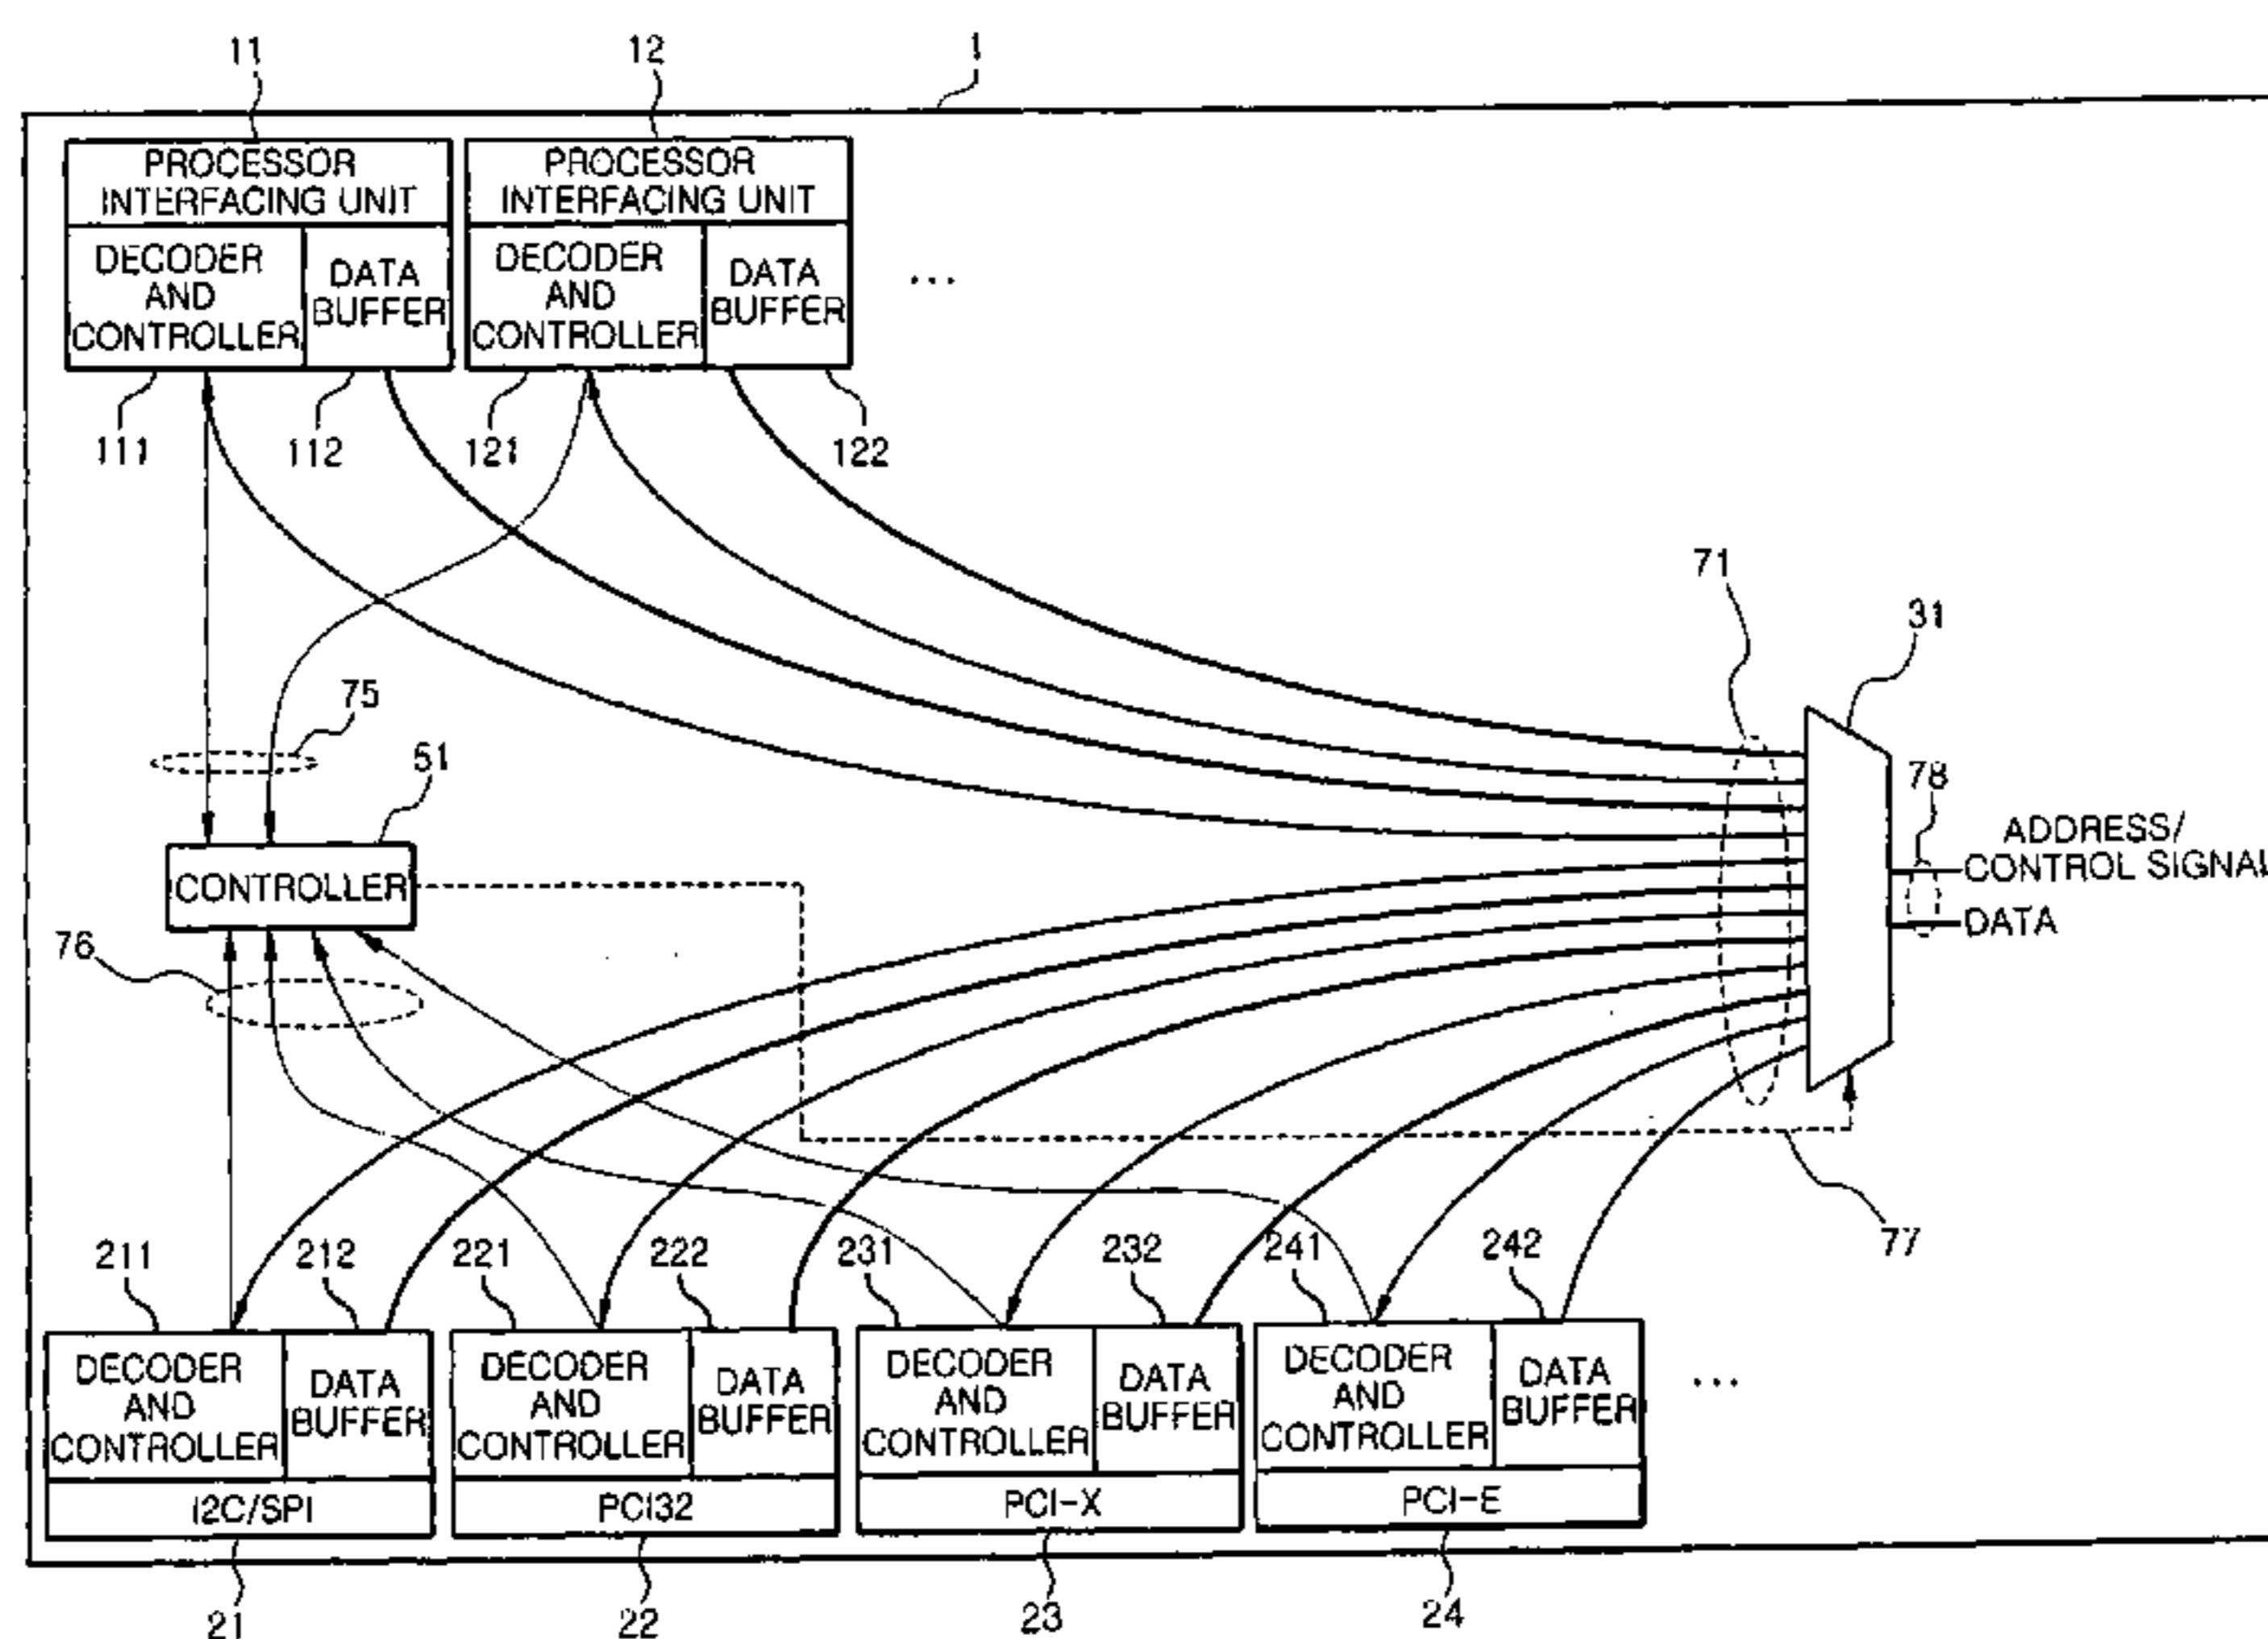 11
12
1
PROCESSOR
INTERFACING UNIT
PROCESSOR
INTERFACING UNIT
DECODER
AND
CONTROLLER
DATA
BUFFER
DECODER
AND
CONTROLLER
DATA
BUFFER
...
111
112
121
122
71
31
75
51
78
CONTROLLER
ADDRESS/
CONTROL SIGNAL
DATA
76
77
211
212
221
222
231
232
241
242
DECODER
AND
CONTROLLER
DATA
BUFFER
DECODER
AND
CONTROLLER
DATA
BUFFER
DECODER
AND
CONTROLLER
DATA
BUFFER
DECODER
AND
CONTROLLER
DATA
BUFFER
...
I2C/SPI
PCI32
PCI-X
PCI-E
21
22
23
24